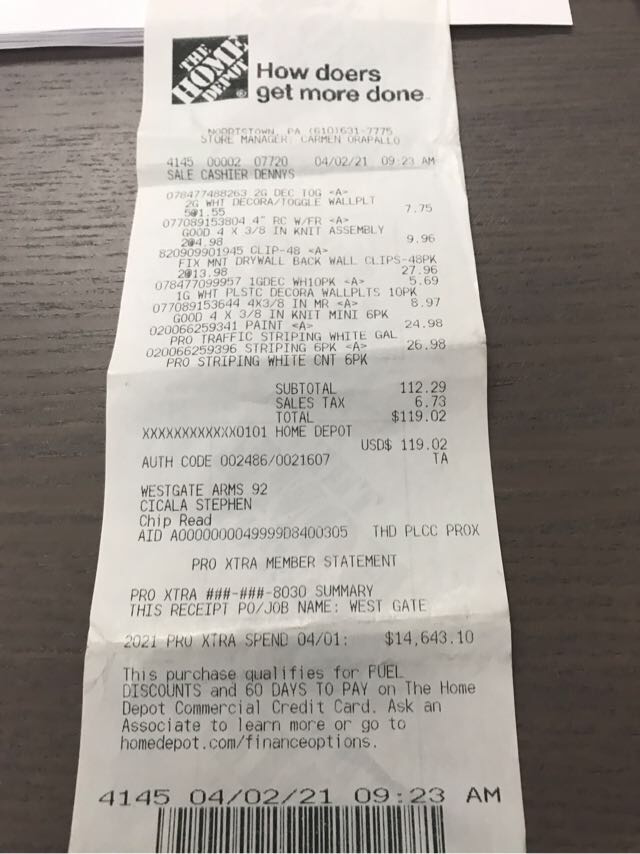 THE
HOME
DEPOT
How doers
get more done
NORRISTOWN, PA (610)631-7775
STORE MANAGER: CARMEN ORAPALLO
4145 00002 07720 04/02/21 09:23 AM
SALE CASHIER DENNYS
078477488263 2G DEC TOG <A>
2G WHT DECORA/TOGGLE WALLPLT
5@1.55 7.75
077089153804 4" RC W/FR <A>
GOOD 4 X 3/8 IN KNIT ASSEMBLY
2@4.98 9.96
820909901945 CLIP-48 <A>
FIX MNT DRYWALL BACK WALL CLIPS-48PK
2@13.98 27.96
078477099957 1GDEC WH10PK <A> 5.69
1G WHT PLSTC DECORA WALLPLTS 10PK
077089153644 4X3/8 IN MR <A> 8.97
GOOD 4 X 3/8 IN KNIT MINI 6PK
020066259341 PAINT <A> 24.98
PRO TRAFFIC STRIPING WHITE GAL
020066259396 STRIPING 6PK <A> 26.98
PRO STRIPING WHITE CNT 6PK
SUBTOTAL 112.29
SALES TAX 6.73
TOTAL $119.02
XXXXXXXXXXXX0101 HOME DEPOT
USD$ 119.02
AUTH CODE 002486/0021607 TA
WESTGATE ARMS 92
CICALA STEPHEN
Chip Read
AID A0000000049999D8400305 THD PLCC PROX
PRO XTRA MEMBER STATEMENT
PRO XTRA ###-###-8030 SUMMARY
THIS RECEIPT PO/JOB NAME: WEST GATE
2021 PRO XTRA SPEND 04/01: $14,643.10
This purchase qualifies for FUEL
DISCOUNTS and 60 DAYS TO PAY on The Home
Depot Commercial Credit Card. Ask an
Associate to learn more or go to
homedepot.com/financeoptions.
4145 04/02/21 09:23 AM